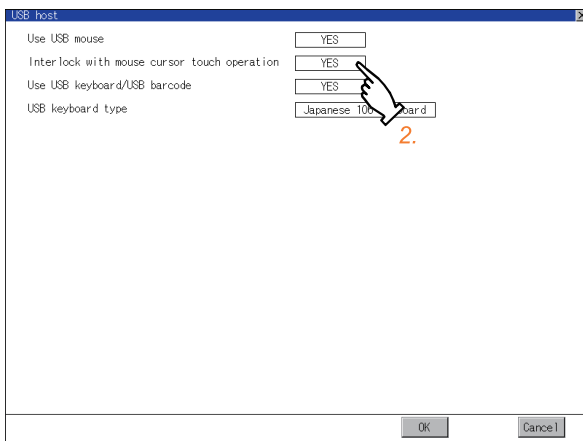 USB host
Use USB mouse YES
Interlock with mouse cursor touch operation YES
Use USB keyboard/USB barcode YES
USB keyboard type Japanese
2.
OK Cancel